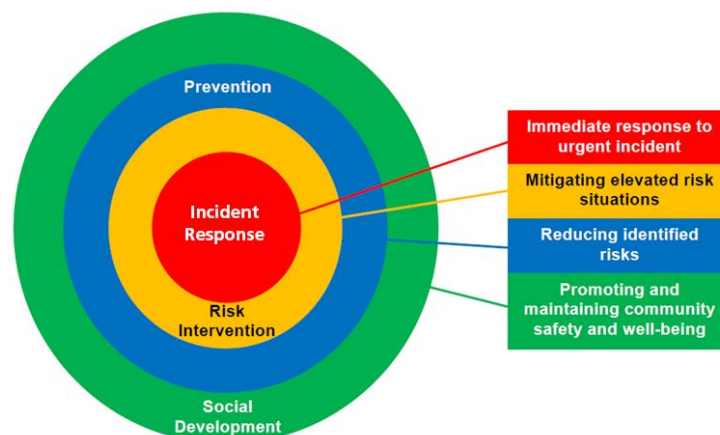 Prevention
Incident
Response
Risk
Intervention
Social
Development
Immediate response to
urgent incident
Mitigating elevated risk
situations
Reducing identified
risks
Promoting and
maintaining community
safety and well-being